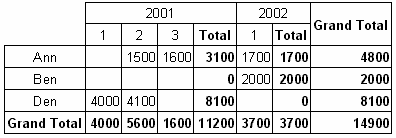 2001 2002 Grand Total
1 2 3 Total 1 Total
Ann 1500 1600 3100 1700 1700 4800
Ben 0 2000 2000 2000
Den 4000 4100 8100 0 8100
Grand Total 4000 5600 1600 11200 3700 3700 14900